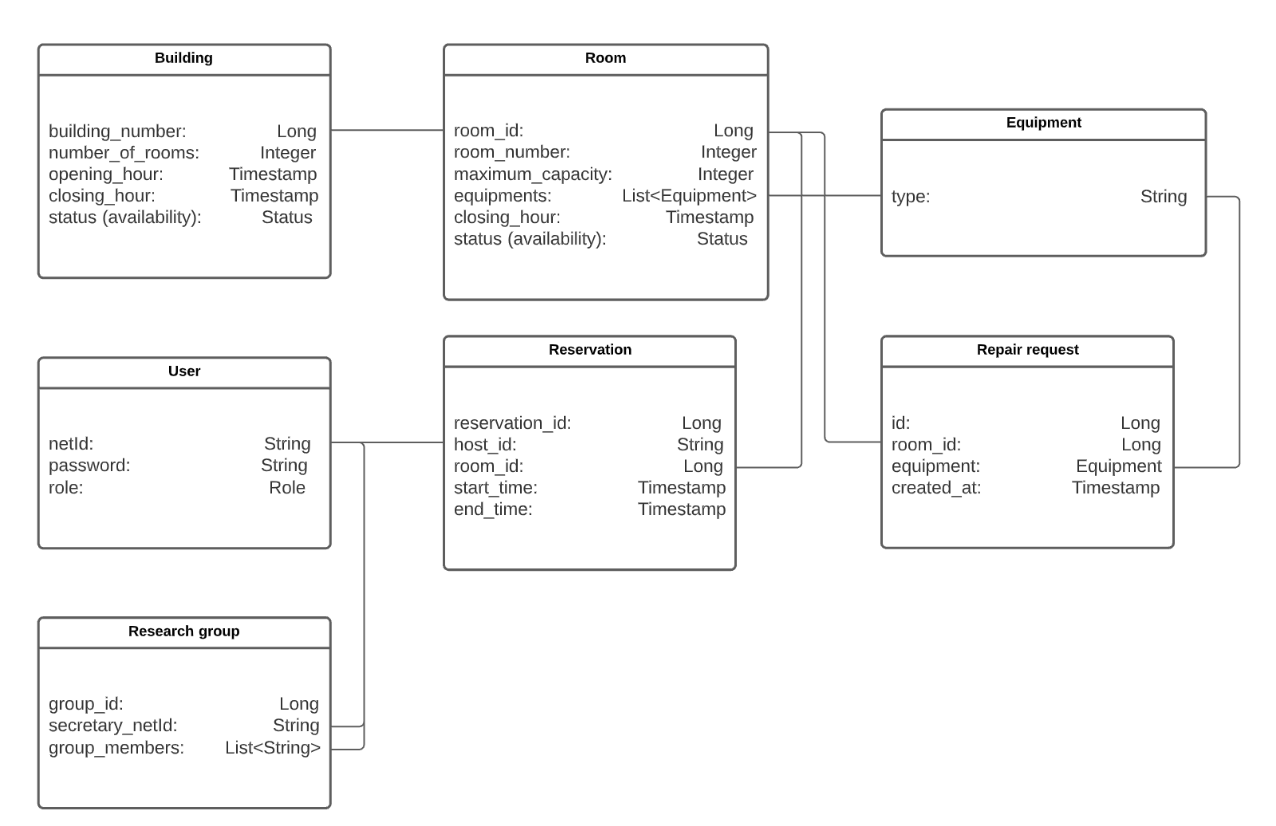 Building
building_number: Long
number_of_rooms: Integer
opening_hour: Timestamp
closing_hour: Timestamp
status (availability): Status
Room
room_id: Long
room_number: Integer
maximum_capacity: Integer
equipments: List<Equipment>
closing_hour: Timestamp
status (availability): Status
Equipment
type: String
User
netId: String
password: String
role: Role
Reservation
reservation_id: Long
host_id: String
room_id: Long
start_time: Timestamp
end_time: Timestamp
Repair request
id: Long
room_id: Long
equipment: Equipment
created_at: Timestamp
Research group
group_id: Long
secretary_netId: String
group_members: List<String>